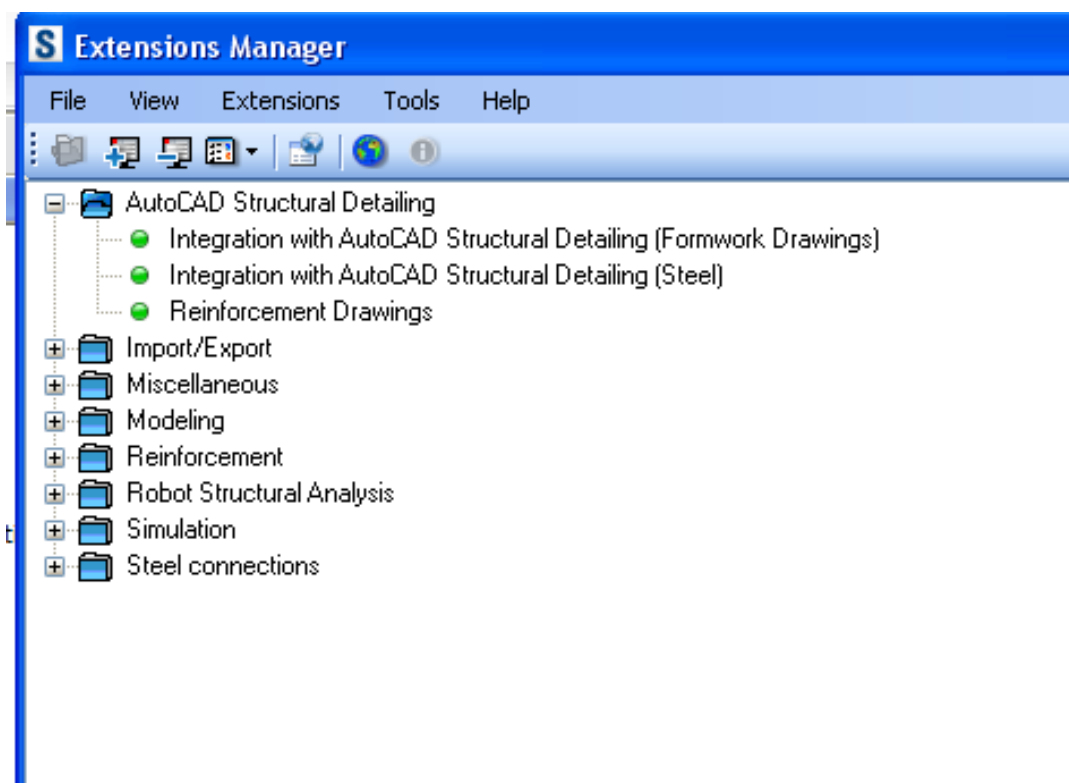 S Extensions Manager
File View Extensions Tools Help
AutoCAD Structural Detailing
Integration with AutoCAD Structural Detailing (Formwork Drawings)
Integration with AutoCAD Structural Detailing (Steel)
Reinforcement Drawings
Import/Export
Miscellaneous
Modeling
Reinforcement
Robot Structural Analysis
Simulation
Steel connections